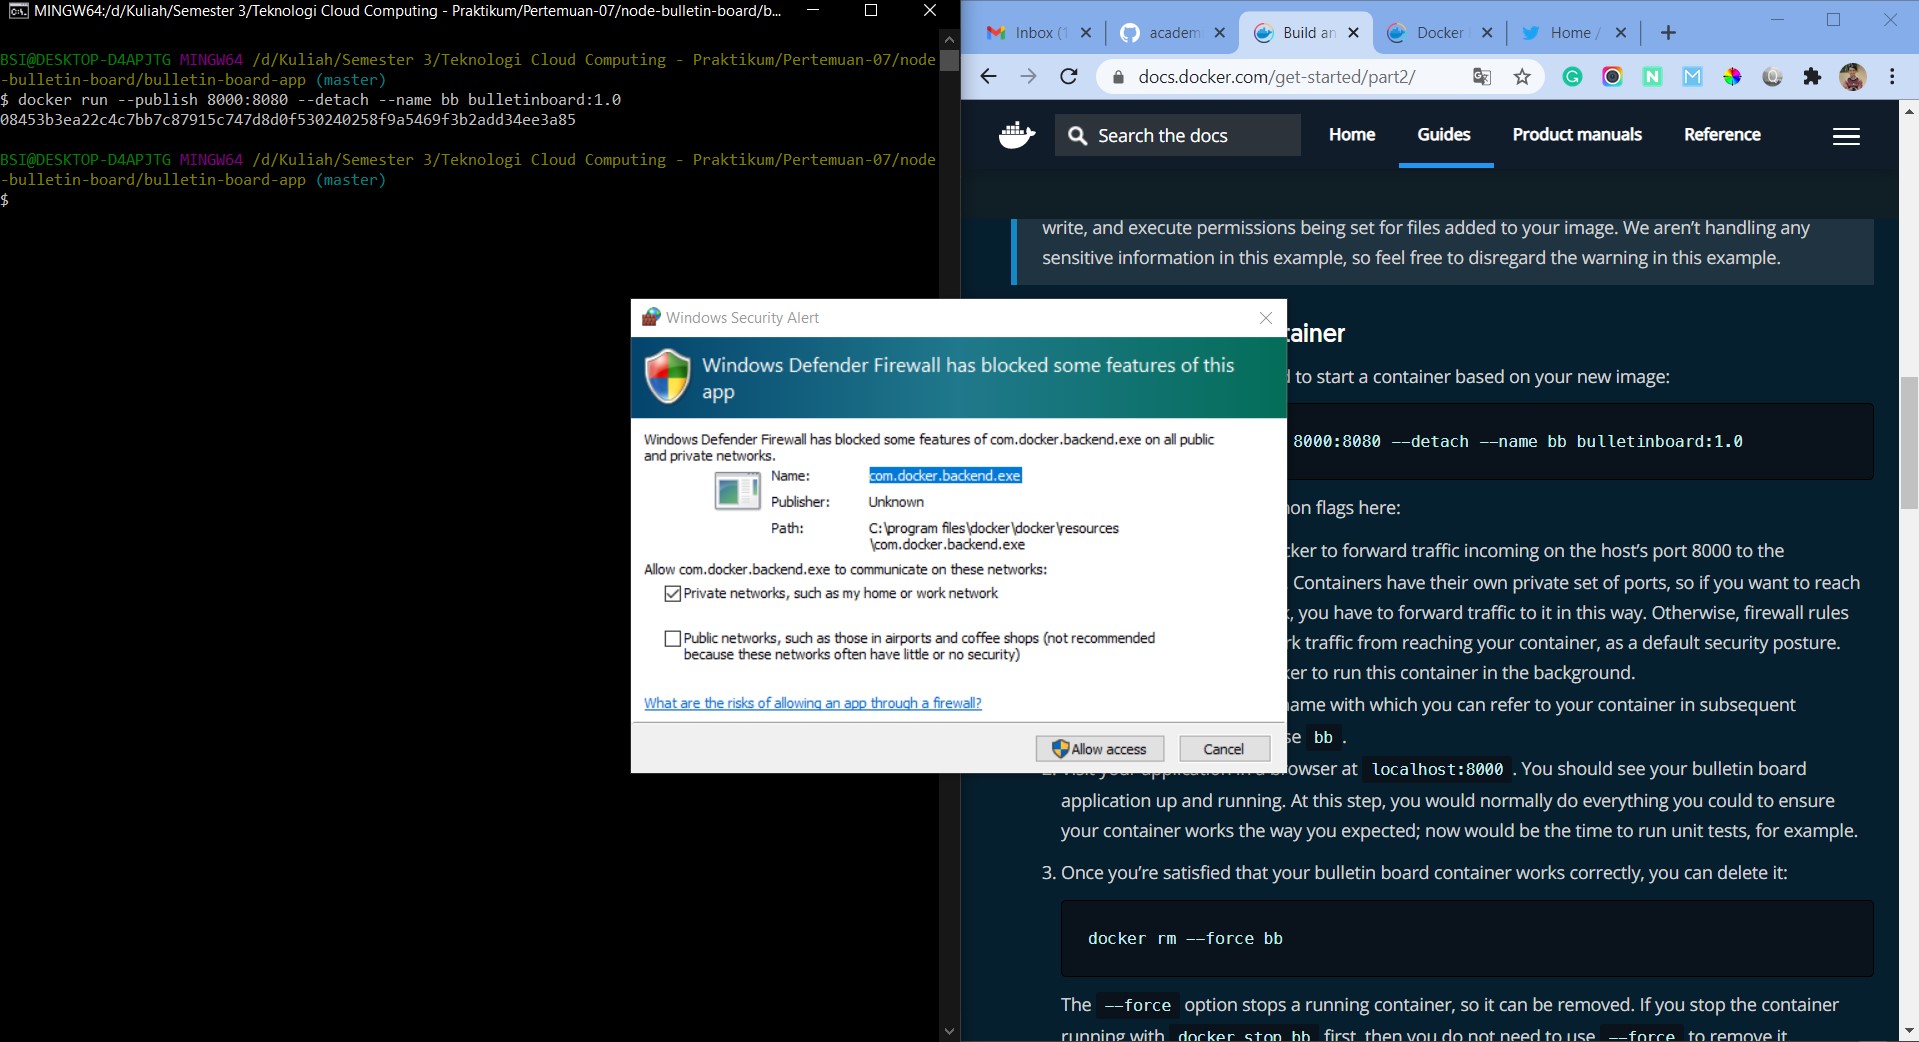 MINGW64:/d/Kuliah/Semester 3/Teknologi Cloud Computing - Praktikum/Pertemuan-07/node-bulletin-board/b...
BSI@DESKTOP-D4APJTG MINGW64 /d/Kuliah/Semester 3/Teknologi Cloud Computing - Praktikum/Pertemuan-07/node
-bulletin-board/bulletin-board-app (master)
$ docker run --publish 8000:8080 --detach --name bb bulletinboard:1.0
08453b3ea22c4c7bb7c87915c747d8d0f530240258f9a5469f3b2add34ee3a85
BSI@DESKTOP-D4APJTG MINGW64 /d/Kuliah/Semester 3/Teknologi Cloud Computing - Praktikum/Pertemuan-07/node
-bulletin-board/bulletin-board-app (master)
$
Inbox (1
academ
Build an
Docker
Home /
docs.docker.com/get-started/part2/
Search the docs
Home
Guides
Product manuals
Reference
write, and execute permissions being set for files added to your image. We aren’t handling any
sensitive information in this example, so feel free to disregard the warning in this example.
tainer
to start a container based on your new image:
8000:8080 --detach --name bb bulletinboard:1.0
on flags here:
ker to forward traffic incoming on the host’s port 8000 to the
Containers have their own private set of ports, so if you want to reach
, you have to forward traffic to it in this way. Otherwise, firewall rules
rk traffic from reaching your container, as a default security posture.
er to run this container in the background.
ame with which you can refer to your container in subsequent
se bb .
owser at localhost:8000 . You should see your bulletin board
application up and running. At this step, you would normally do everything you could to ensure
your container works the way you expected; now would be the time to run unit tests, for example.
3. Once you’re satisfied that your bulletin board container works correctly, you can delete it:
docker rm --force bb
The --force option stops a running container, so it can be removed. If you stop the container
running with docker stop bb first, then you do not need to use --force to remove it
Windows Security Alert
Windows Defender Firewall has blocked some features of this
app
Windows Defender Firewall has blocked some features of com.docker.backend.exe on all public
and private networks.
Name: com.docker.backend.exe
Publisher: Unknown
Path: C:\program files\docker\docker\resources
\com.docker.backend.exe
Allow com.docker.backend.exe to communicate on these networks:
Private networks, such as my home or work network
Public networks, such as those in airports and coffee shops (not recommended
because these networks often have little or no security)
What are the risks of allowing an app through a firewall?
Allow access
Cancel